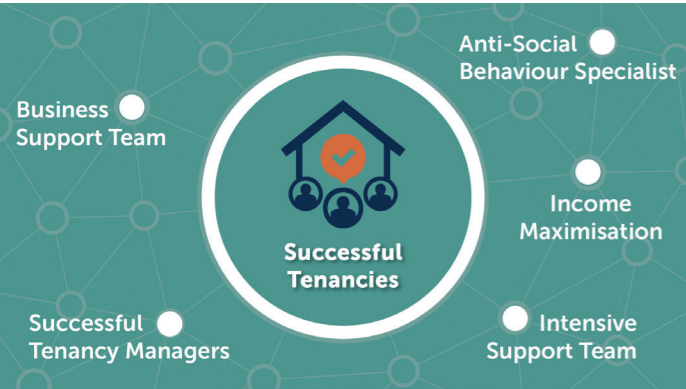 Anti-Social
Behaviour Specialist
Business
Support Team
Income
Maximisation
Successful
Tenancies
Successful
Tenancy Managers
Intensive
Support Team